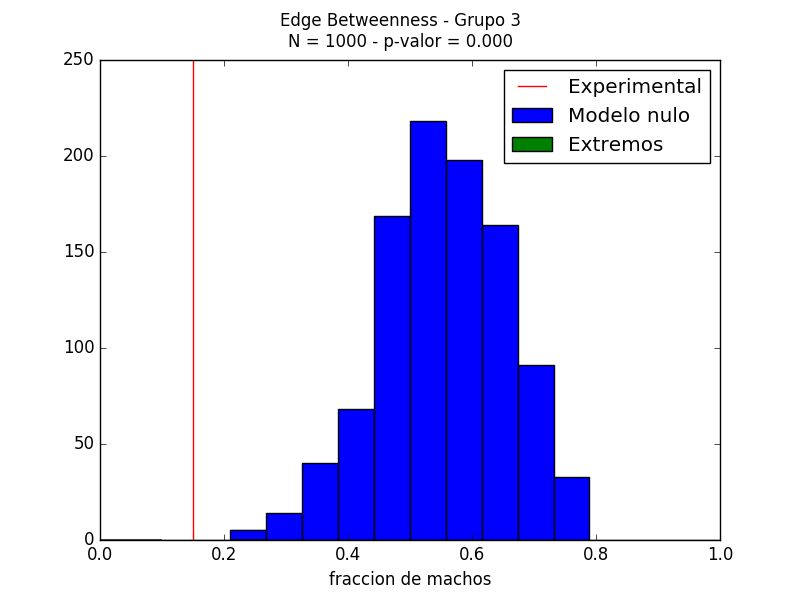 Edge Betweenness - Grupo 3
N = 1000 - p-valor = 0.000
250
200
150
100
50
0
Experimental
Modelo nulo
Extremos
0.0 0.2 0.4 0.6 0.8 1.0
fraccion de machos